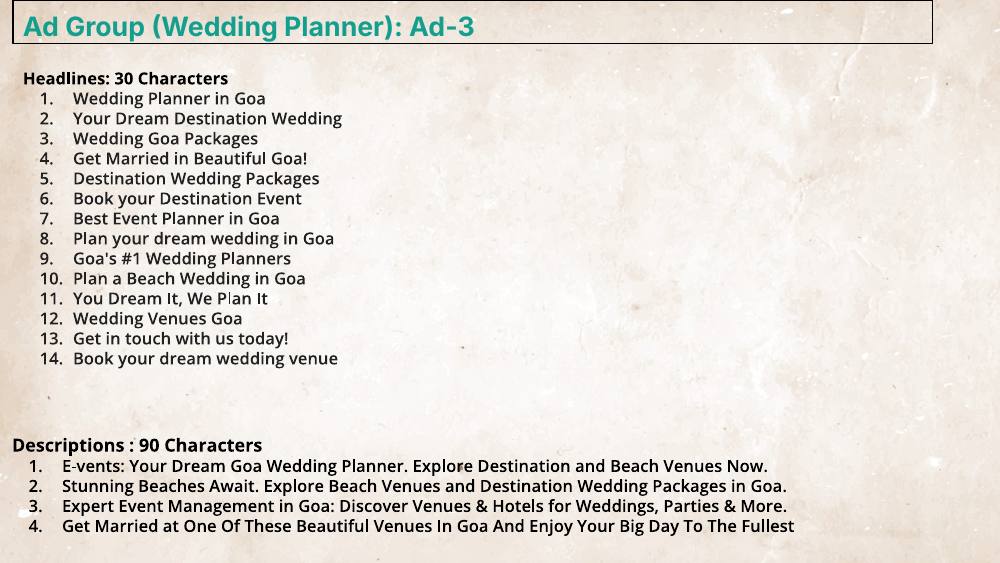 Ad Group (Wedding Planner): Ad-3
Headlines: 30 Characters
1. Wedding Planner in Goa
2. Your Dream Destination Wedding
3. Wedding Goa Packages
4. Get Married in Beautiful Goa!
5. Destination Wedding Packages
6. Book your Destination Event
7. Best Event Planner in Goa
8. Plan your dream wedding in Goa
9. Goa's #1 Wedding Planners
10. Plan a Beach Wedding in Goa
11. You Dream It, We Plan It
12. Wedding Venues Goa
13. Get in touch with us today!
14. Book your dream wedding venue
Descriptions : 90 Characters
1. E-vents: Your Dream Goa Wedding Planner. Explore Destination and Beach Venues Now.
2. Stunning Beaches Await. Explore Beach Venues and Destination Wedding Packages in Goa.
3. Expert Event Management in Goa: Discover Venues & Hotels for Weddings, Parties & More.
4. Get Married at One Of These Beautiful Venues In Goa And Enjoy Your Big Day To The Fullest